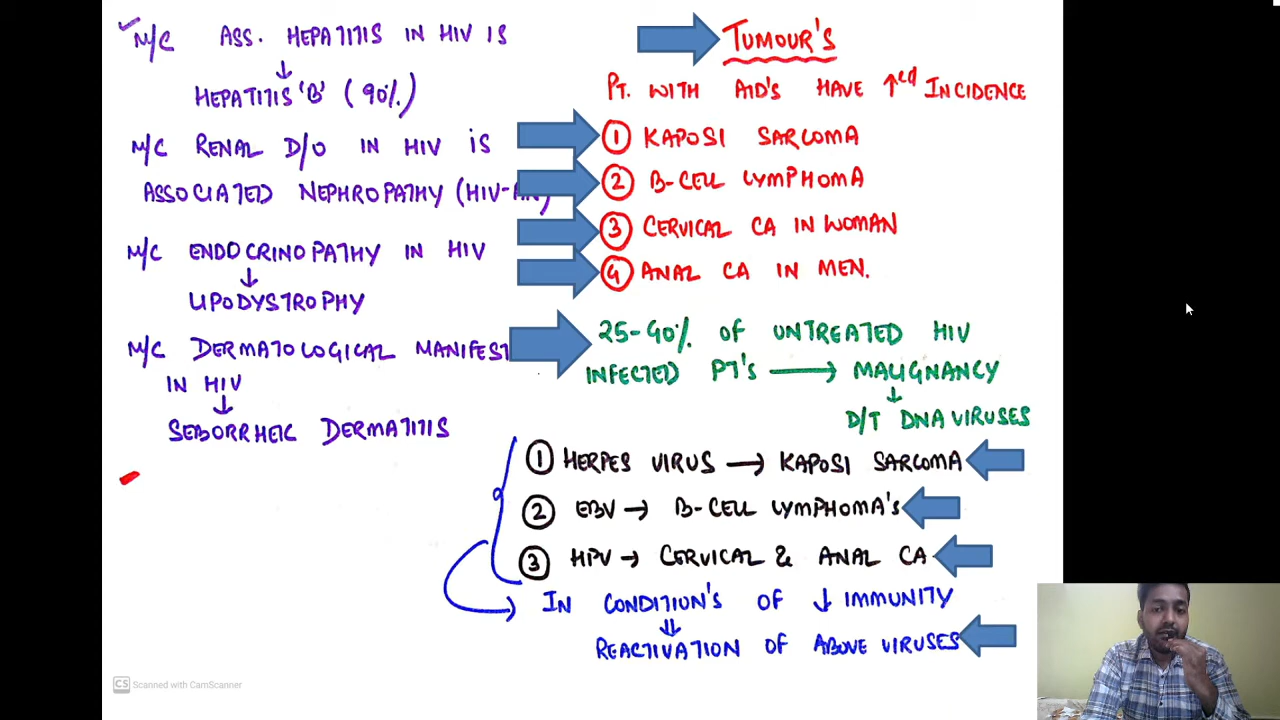 M/C ASS. HEPATITIS IN HIV IS
HEPATITIS 'B' (90%.)
M/C RENAL D/O IN HIV IS
ASSOCIATED NEPHROPATHY (HIV-AN)
M/C ENDOCRINOPATHY IN HIV
LIPODYSTROPHY
M/C DERMATOLOGICAL MANIFEST
IN HIV
SEBORRHEIC DERMATITIS
TUMOUR'S
PT. WITH AID'S HAVE ↑ed INCIDENCE
① KAPOSI SARCOMA
② B-CELL LYMPHOMA
③ CERVICAL CA IN WOMAN
④ ANAL CA IN MEN.
25-40%. OF UNTREATED HIV
INFECTED PT'S → MALIGNANCY
D/T DNA VIRUSES
① HERPES VIRUS → KAPOSI SARCOMA
② EBV → B-CELL LYMPHOMA'S
③ HPV → CERVICAL & ANAL CA
IN CONDITION'S OF ↓ IMMUNITY
REACTIVATION OF ABOVE VIRUSES
CS Scanned with CamScanner